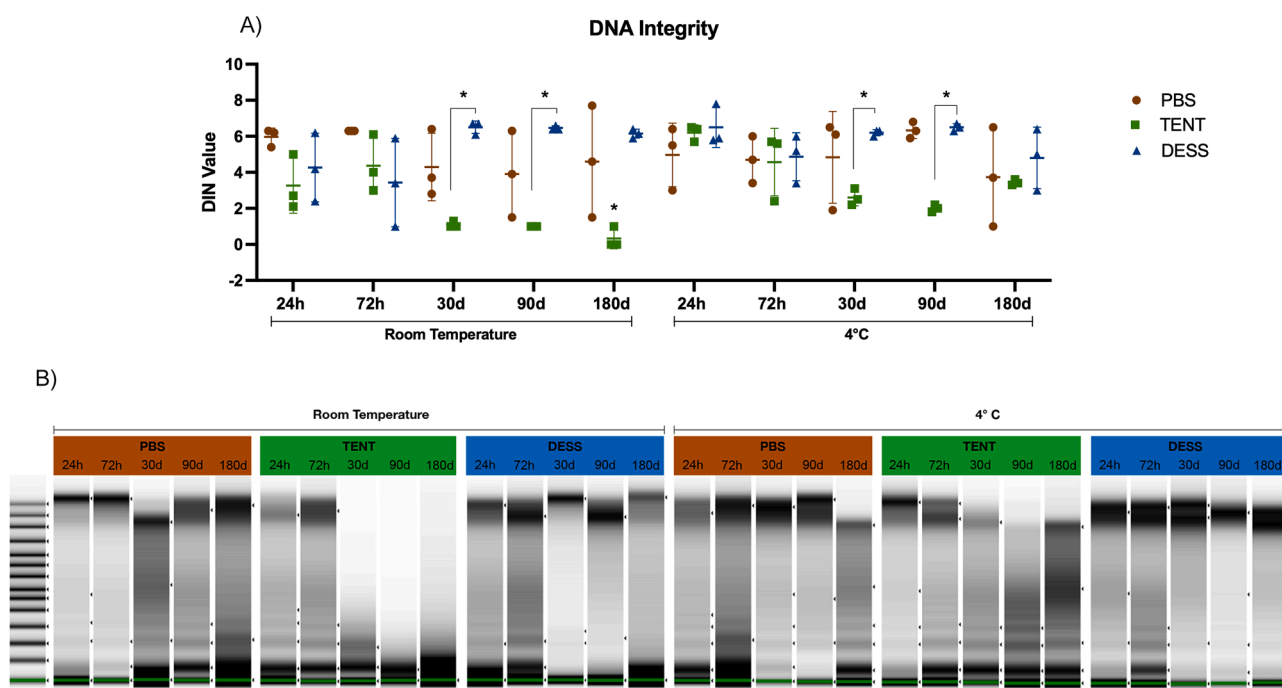 A)
DNA Integrity
DIN Value
10
8
6
4
2
0
-2
* * * * *
24h 72h 30d 90d 180d 24h 72h 30d 90d 180d
Room Temperature 4°C
PBS
TENT
DESS
B)
Room Temperature 4° C
PBS TENT DESS PBS TENT DESS
24h 72h 30d 90d 180d 24h 72h 30d 90d 180d 24h 72h 30d 90d 180d 24h 72h 30d 90d 180d 24h 72h 30d 90d 180d 24h 72h 30d 90d 180d